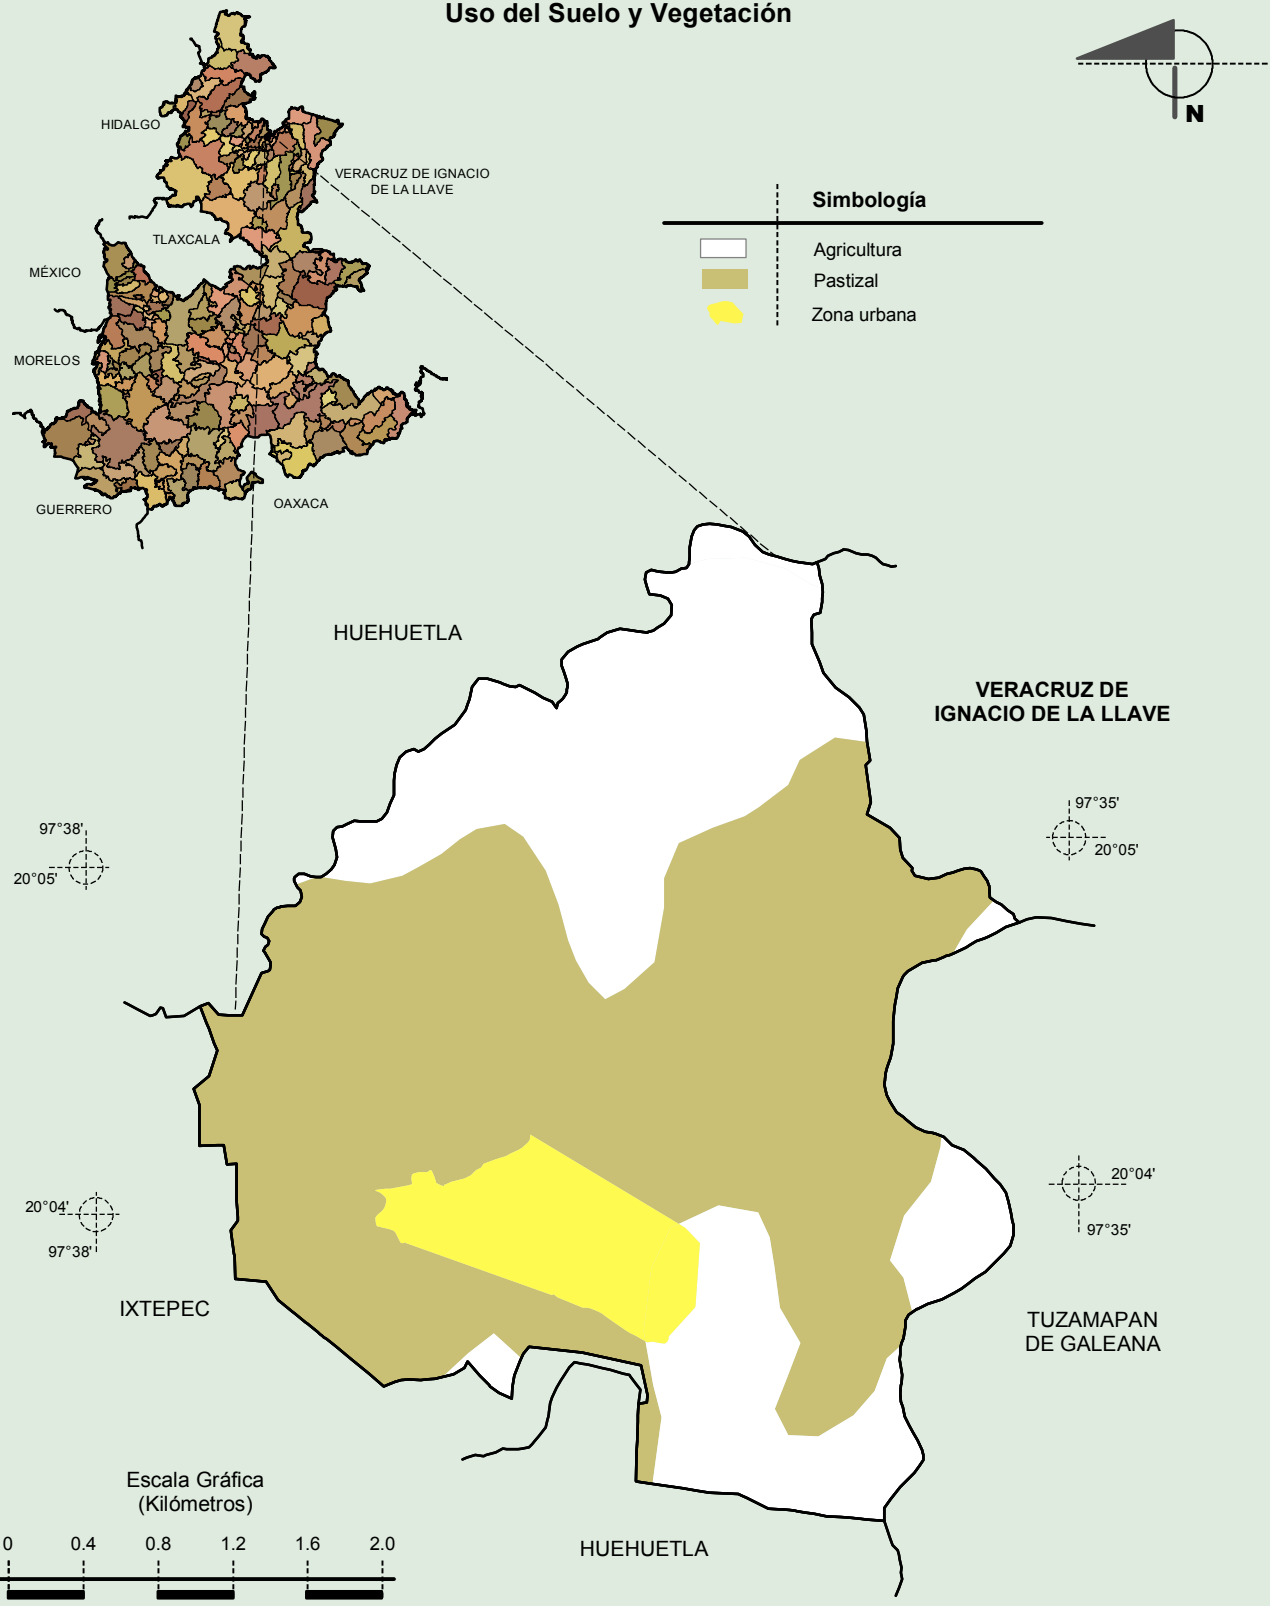 Uso del Suelo y Vegetación
N
HIDALGO
VERACRUZ DE IGNACIO
DE LA LLAVE
TLAXCALA
MÉXICO
MORELOS
GUERRERO
OAXACA
Simbología
Agricultura
Pastizal
Zona urbana
HUEHUETLA
VERACRUZ DE
IGNACIO DE LA LLAVE
97°38'
20°05'
97°35'
20°05'
20°04'
97°38'
20°04'
97°35'
IXTEPEC
TUZAMAPAN
DE GALEANA
Escala Gráfica
(Kilómetros)
0 0.4 0.8 1.2 1.6 2.0
HUEHUETLA